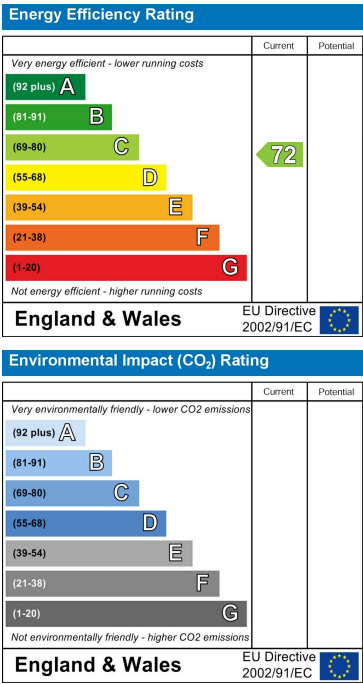 Energy Efficiency Rating
Current Potential
Very energy efficient - lower running costs
(92 plus) A
(81-91) B
(69-80) C
72
(55-68) D
(39-54) E
(21-38) F
(1-20) G
Not energy efficient - higher running costs
England & Wales
EU Directive
2002/91/EC
Environmental Impact (CO₂) Rating
Current Potential
Very environmentally friendly - lower CO2 emissions
(92 plus) A
(81-91) B
(69-80) C
(55-68) D
(39-54) E
(21-38) F
(1-20) G
Not environmentally friendly - higher CO2 emissions
England & Wales
EU Directive
2002/91/EC